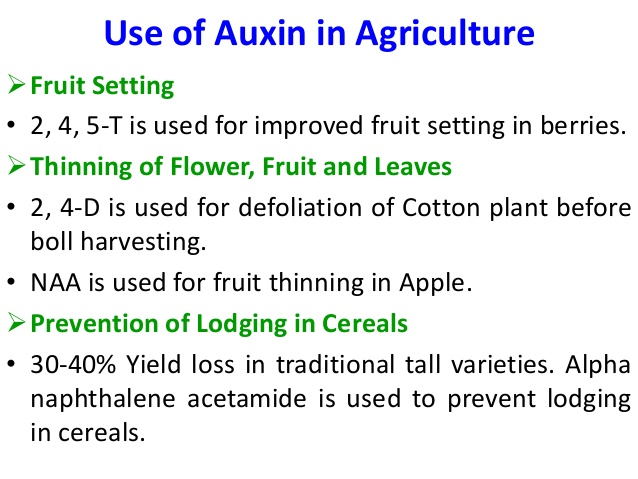 Use of Auxin in Agriculture
➢Fruit Setting
• 2, 4, 5-T is used for improved fruit setting in berries.
➢Thinning of Flower, Fruit and Leaves
• 2, 4-D is used for defoliation of Cotton plant before
boll harvesting.
• NAA is used for fruit thinning in Apple.
➢Prevention of Lodging in Cereals
• 30-40% Yield loss in traditional tall varieties. Alpha
naphthalene acetamide is used to prevent lodging
in cereals.